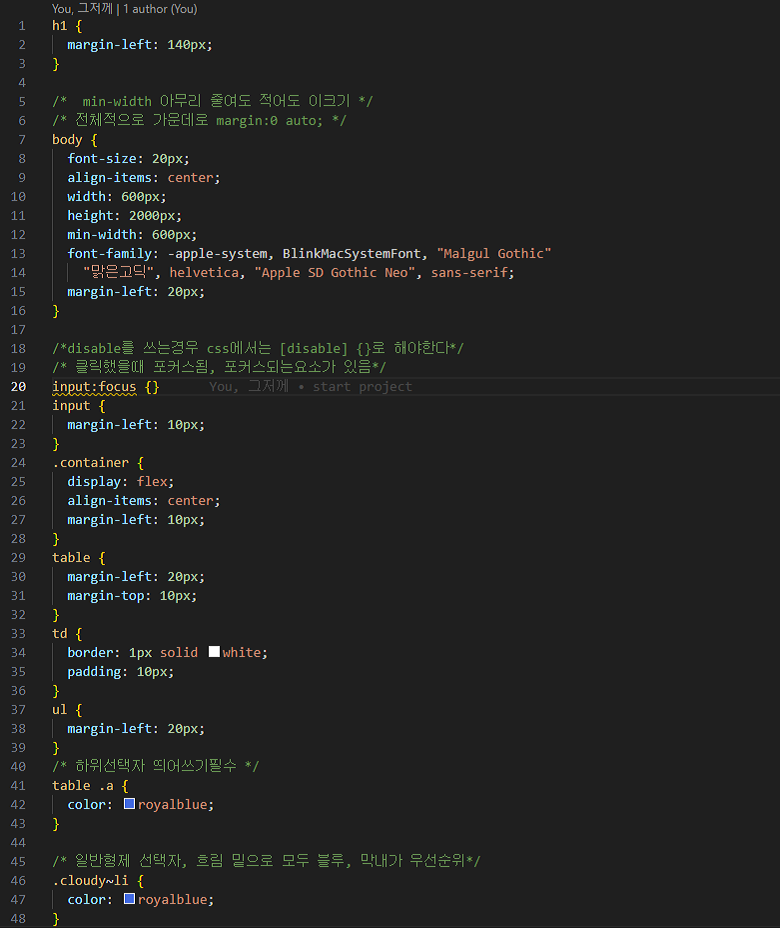 You, 그저께 | 1 author (You)
1 h1 {
2 margin-left: 140px;
3 }
4
5 /*  min-width 아무리 줄여도 적어도 이크기 */
6 /* 전체적으로 가운데로 margin:0 auto; */
7 body {
8 font-size: 20px;
9 align-items: center;
10 width: 600px;
11 height: 2000px;
12 min-width: 600px;
13 font-family: -apple-system, BlinkMacSystemFont, "Malgul Gothic"
14 "맑은고딕", helvetica, "Apple SD Gothic Neo", sans-serif;
15 margin-left: 20px;
16 }
17
18 /*disable를 쓰는경우 css에서는 [disable] {}로 해야한다*/
19 /* 클릭했을때 포커스됨, 포커스되는요소가 있음*/
20 input:focus {} You, 그저께 • start project
21 input {
22 margin-left: 10px;
23 }
24 .container {
25 display: flex;
26 align-items: center;
27 margin-left: 10px;
28 }
29 table {
30 margin-left: 20px;
31 margin-top: 10px;
32 }
33 td {
34 border: 1px solid white;
35 padding: 10px;
36 }
37 ul {
38 margin-left: 20px;
39 }
40 /* 하위선택자 띄어쓰기필수 */
41 table .a {
42 color: royalblue;
43 }
44
45 /* 일반형제 선택자, 흐림 밑으로 모두 블루, 막내가 우선순위*/
46 .cloudy~li {
47 color: royalblue;
48 }